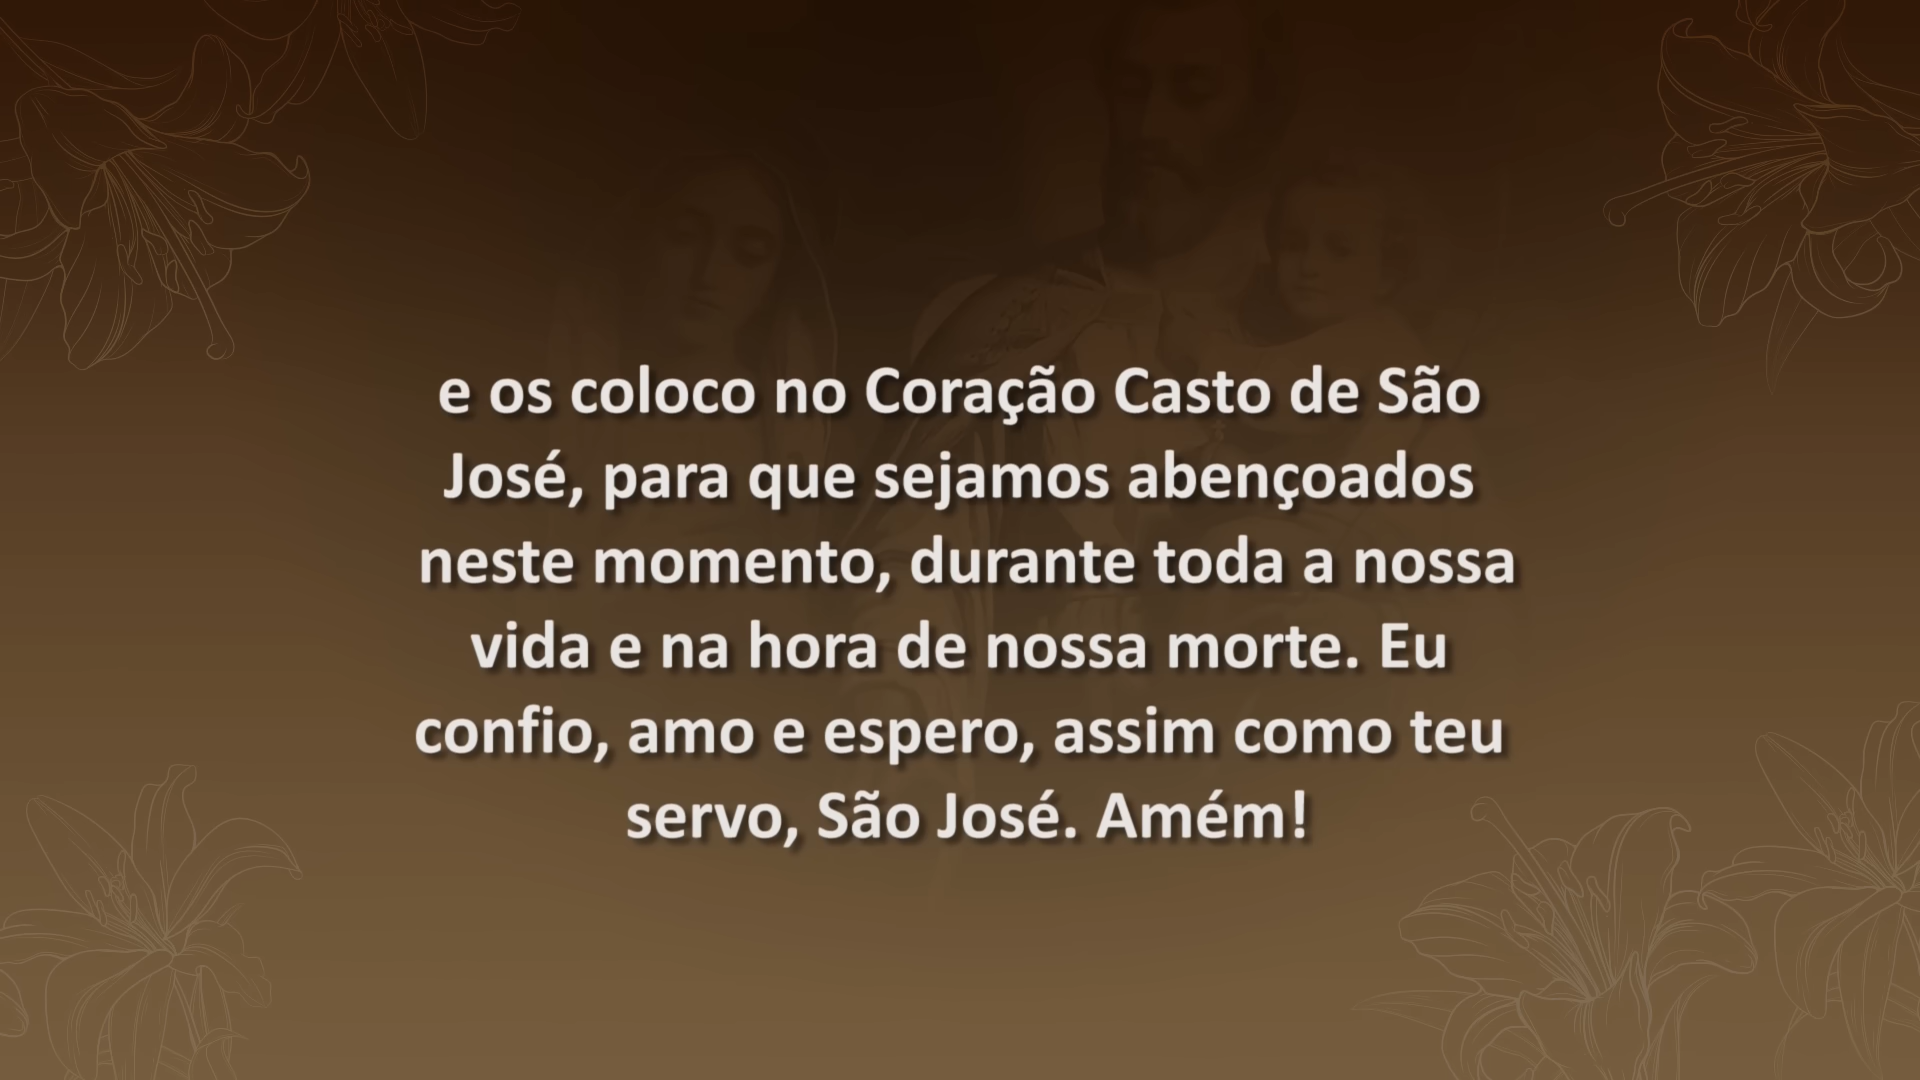 e os coloco no Coração Casto de São
José, para que sejamos abençoados
neste momento, durante toda a nossa
vida e na hora de nossa morte. Eu
confio, amo e espero, assim como teu
servo, São José. Amém!